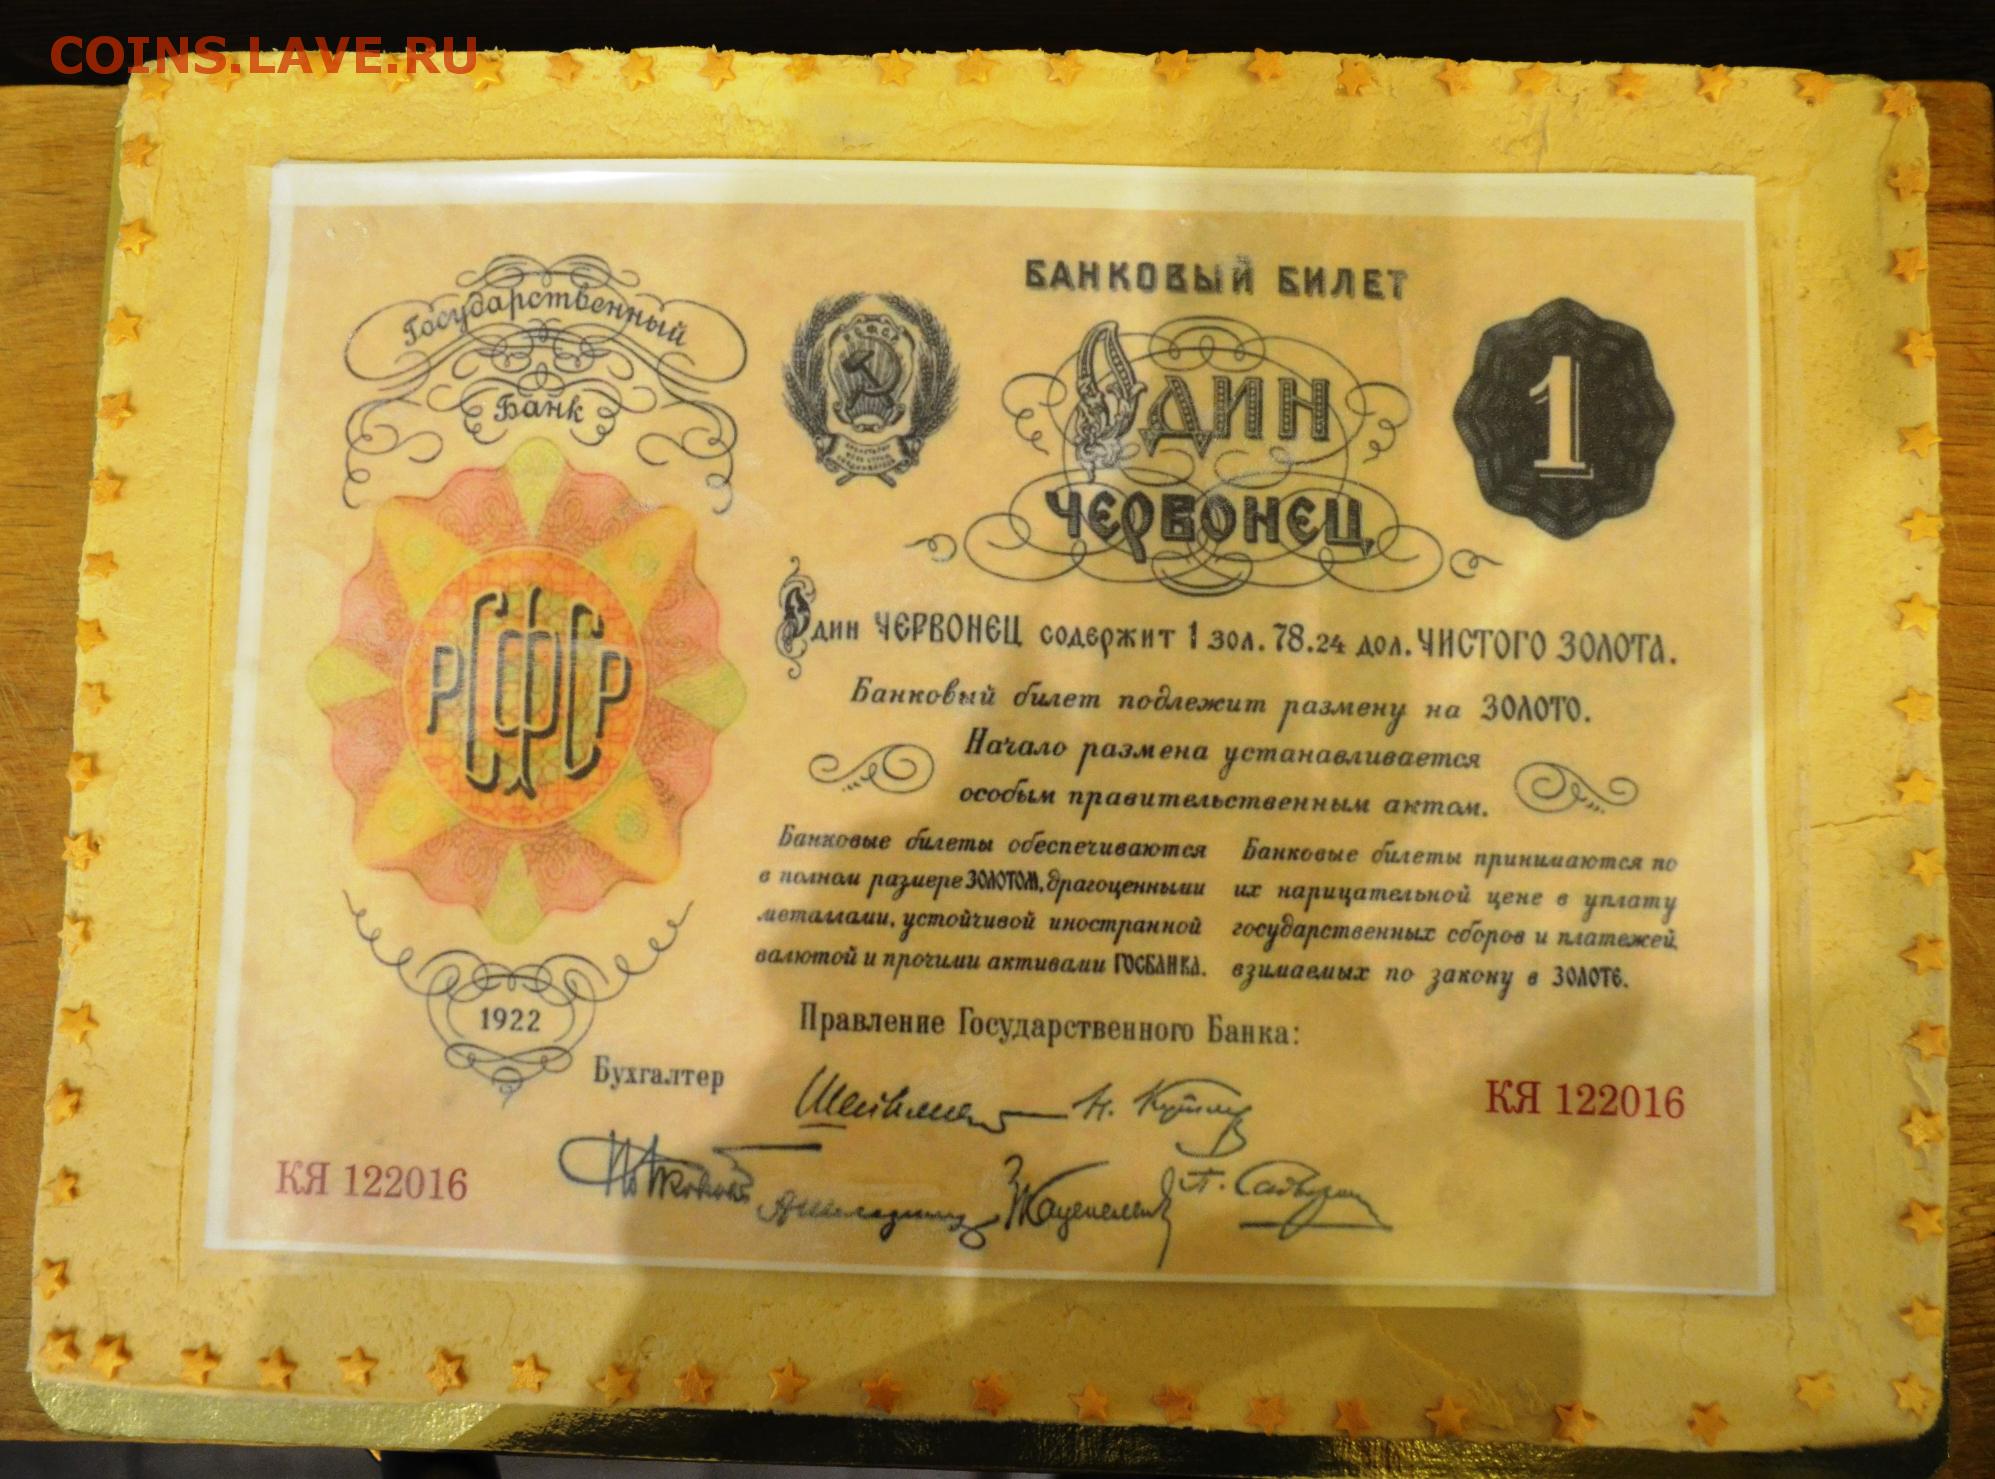 COINS.LAVE.RU
Государственный
Банк
БАНКОВЫЙ БИЛЕТ
РСФСР
ОДИН
ЧЕРВОНЕЦ
1
РСФСР
Один ЧЕРВОНЕЦ содержит 1 зол. 78.24 дол. ЧИСТОГО ЗОЛОТА.
Банковый билет подлежит размену на ЗОЛОТО.
Начало размена устанавливается
особым правительственным актом.
Банковые билеты обеспечиваются
в полном размере ЗОЛОТОМ, драгоценными
металлами, устойчивой иностранной
валютой и прочими активами ГОСБАНКА.
Банковые билеты принимаются по
их нарицательной цене в уплату
государственных сборов и платежей,
взимаемых по закону в ЗОЛОТЕ.
1922
Правление Государственного Банка:
Бухгалтер
КЯ 122016
КЯ 122016